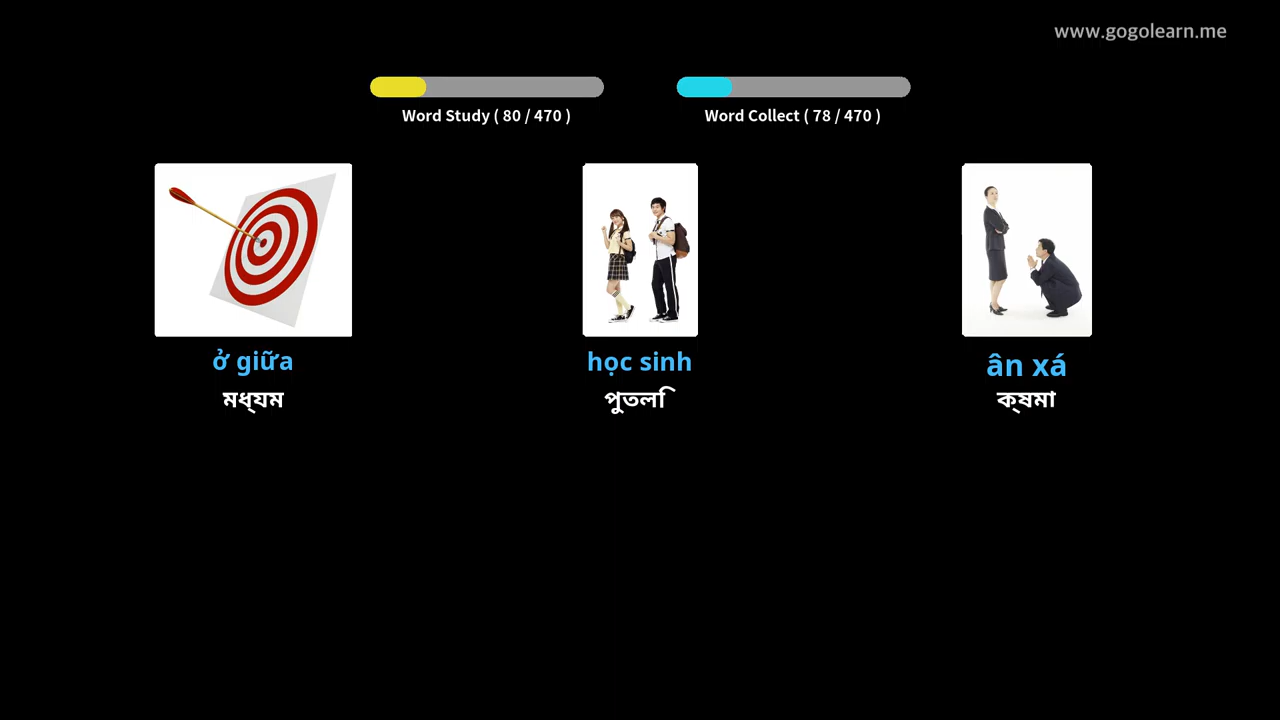 www.gogolearn.me
Word Study ( 80 / 470 )
Word Collect ( 78 / 470 )
ở giữa
học sinh
ân xá
মধ্যম
পুতলি
ক্ষমা